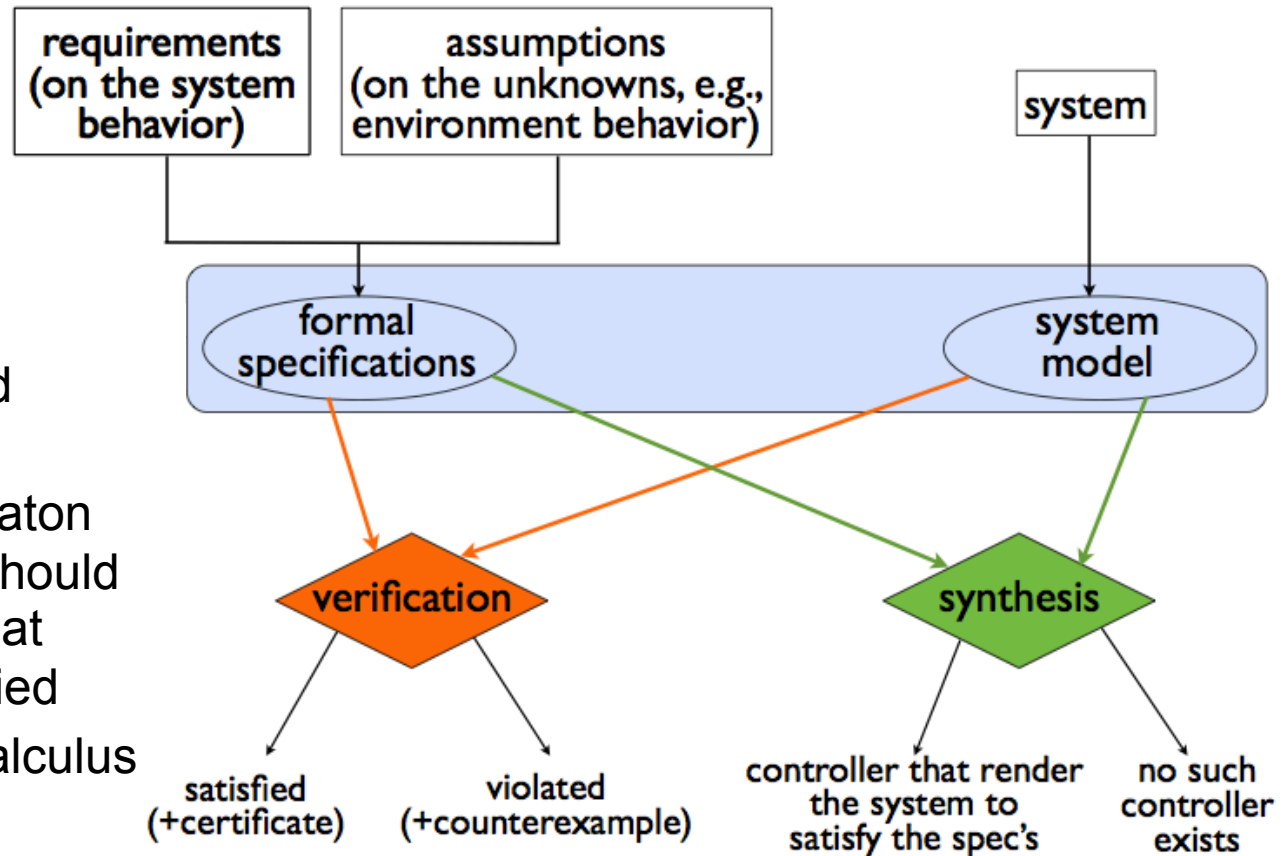 requirements
(on the system
behavior)
assumptions
(on the unknowns, e.g.,
environment behavior)
system
formal
specifications
system
model
d
aton
should
at
ied
alculus
verification
synthesis
satisfied
(+certificate)
violated
(+counterexample)
controller that render
the system to
satisfy the spec's
no such
controller
exists